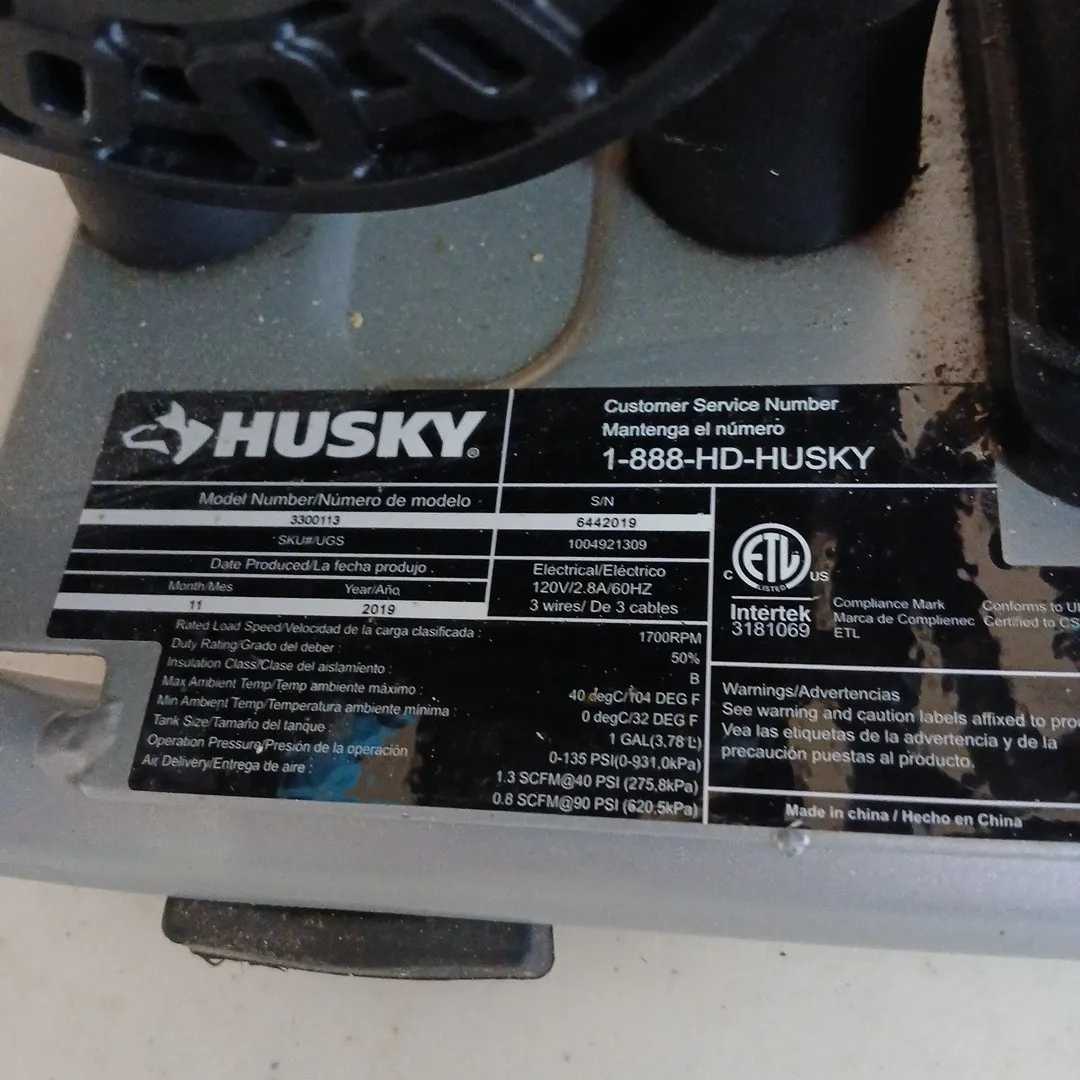 HUSKY®
Customer Service Number
Mantenga el número
1-888-HD-HUSKY
Model Number/Número de modelo
3300113
SKU#/UGS
S/N
6442019
1004921309
Date Produced/La fecha produjo
Month/Mes
Year/Año
11
2019
Electrical/Eléctrico
120V/2.8A/60HZ
3 wires/ De 3 cables
Rated Load Speed/Velocidad de la carga clasificada :
1700RPM
Duty Rating/Grado del deber :
50%
Insulation Class/Clase del aislamiento :
B
Max Ambient Temp/Temp ambiente máximo :
40 degC/104 DEG F
Min Ambient Temp/Temperatura ambiente mínima :
0 degC/32 DEG F
Tank Size/Tamaño del tanque :
1 GAL(3,78 L)
Operation Pressure/Presión de la operación
0-135 PSI(0-931,0kPa)
Air Delivery/Entrega de aire :
1.3 SCFM@40 PSI (275,8kPa)
0.8 SCFM@90 PSI (620,5kPa)
C ETL US
LISTED
Intertek
3181069
Compliance Mark
Marca de Complienec
ETL
Conforms to
Certified to
Warnings/Advertencias
See warning and caution labels affixed to
Vea las etiquetas de la advertencia y de la
precaución puestas al producto.
Made in china / Hecho en China